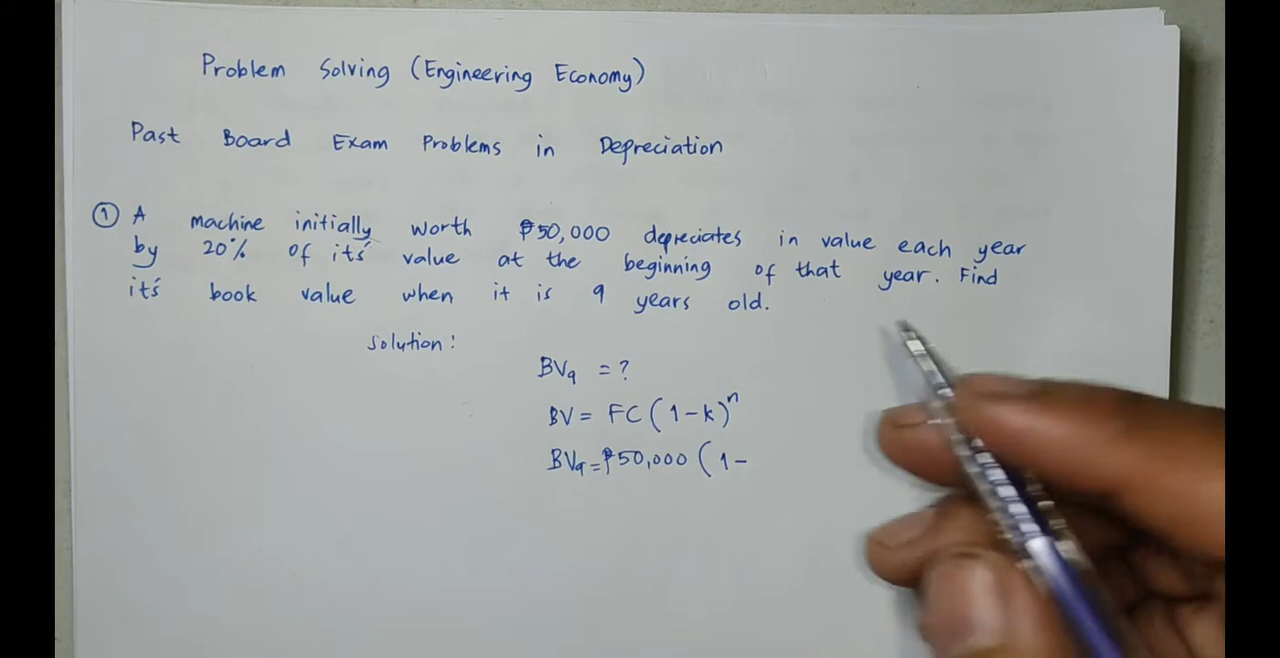 Problem Solving (Engineering Economy)
Past Board Exam Problems in Depreciation
① A machine initially worth ₱50,000 depreciates in value each year
by 20% of it's value at the beginning of that year. Find
it's book value when it is 9 years old.
Solution:
BV₉ = ?
BV = FC (1-k)ⁿ
BV₉ = ₱50,000 (1-